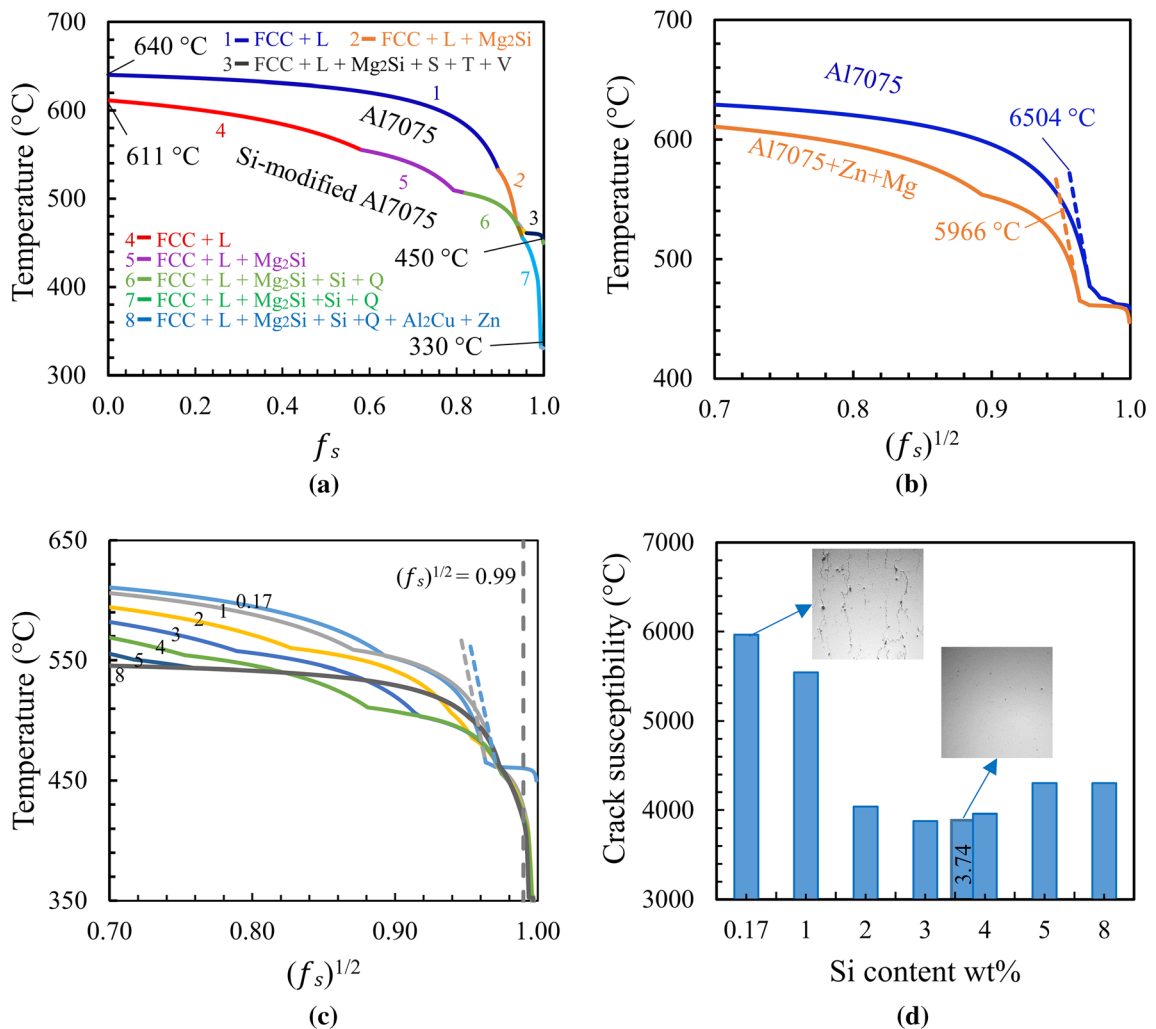 700
600
500
400
300
Temperature (°C)
640 °C
1 FCC + L
2 FCC + L + Mg₂Si
3 FCC + L + Mg₂Si + S + T + V
1
Al7075
611 °C
4
Si-modified Al7075
5
2
6
3
450 °C
7
4 FCC + L
5 FCC + L + Mg₂Si
6 FCC + L + Mg₂Si + Si + Q
7 FCC + L + Mg₂Si +Si + Q
8 FCC + L + Mg₂Si + Si +Q + Al₂Cu + Zn
330 °C
0.0 0.2 0.4 0.6 0.8 1.0
fₛ
(a)
700
600
500
400
Temperature (°C)
Al7075
6504 °C
Al7075+Zn+Mg
5966 °C
0.7 0.8 0.9 1.0
(fₛ)¹ᐟ²
(b)
650
550
450
350
Temperature (°C)
(fₛ)¹ᐟ² = 0.99
0.17
1
2
3
4
5
8
0.70 0.80 0.90 1.00
(fₛ)¹ᐟ²
(c)
7000
6000
5000
4000
3000
Crack susceptibility (°C)
3.74
0.17 1 2 3 4 5 8
Si content wt%
(d)